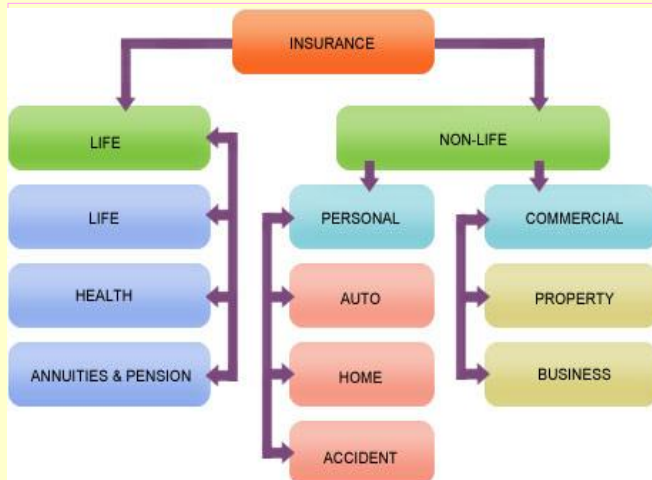 INSURANCE
LIFE
NON-LIFE
LIFE
PERSONAL
COMMERCIAL
HEALTH
AUTO
PROPERTY
ANNUITIES & PENSION
HOME
BUSINESS
ACCIDENT